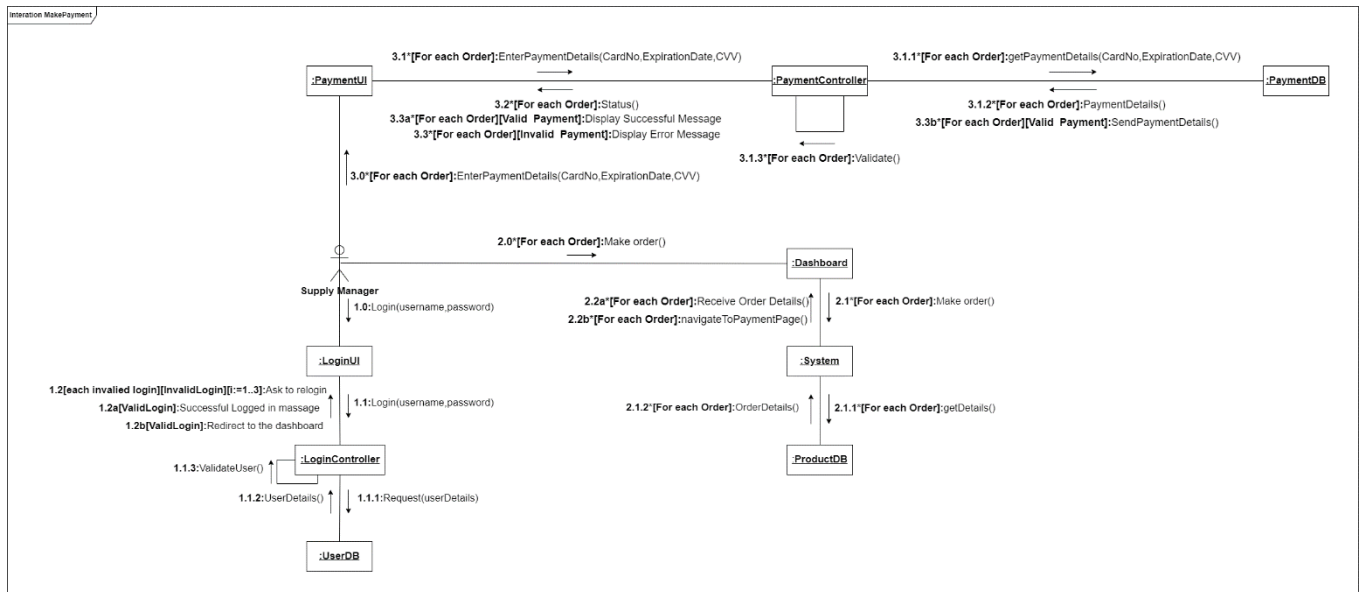 Interation MakePayment
3.1*[For each Order]:EnterPaymentDetails(CardNo,ExpirationDate,CVV)
3.1.1*[For each Order]:getPaymentDetails(CardNo,ExpirationDate,CVV)
:PaymentUI
:PaymentController
:PaymentDB
3.2*[For each Order]:Status()
3.3a*[For each Order][Valid Payment]:Display Successful Message
3.3*[For each Order][Invalid Payment]:Display Error Message
3.1.2*[For each Order]:PaymentDetails()
3.3b*[For each Order][Valid Payment]:SendPaymentDetails()
3.1.3*[For each Order]:Validate()
3.0*[For each Order]:EnterPaymentDetails(CardNo,ExpirationDate,CVV)
2.0*[For each Order]:Make order()
:Dashboard
Supply Manager
1.0:Login(username,password)
2.2a*[For each Order]:Receive Order Details()
2.2b*[For each Order]:navigateToPaymentPage()
2.1*[For each Order]:Make order()
:LoginUI
:System
1.2[each invalied login][InvalidLogin][i:=1..3]:Ask to relogin
1.2a[ValidLogin]:Successful Logged in massage
1.2b[ValidLogin]:Redirect to the dashboard
1.1:Login(username,password)
2.1.2*[For each Order]:OrderDetails()
2.1.1*[For each Order]:getDetails()
:LoginController
:ProductDB
1.1.3:ValidateUser()
1.1.2:UserDetails()
1.1.1:Request(userDetails)
:UserDB